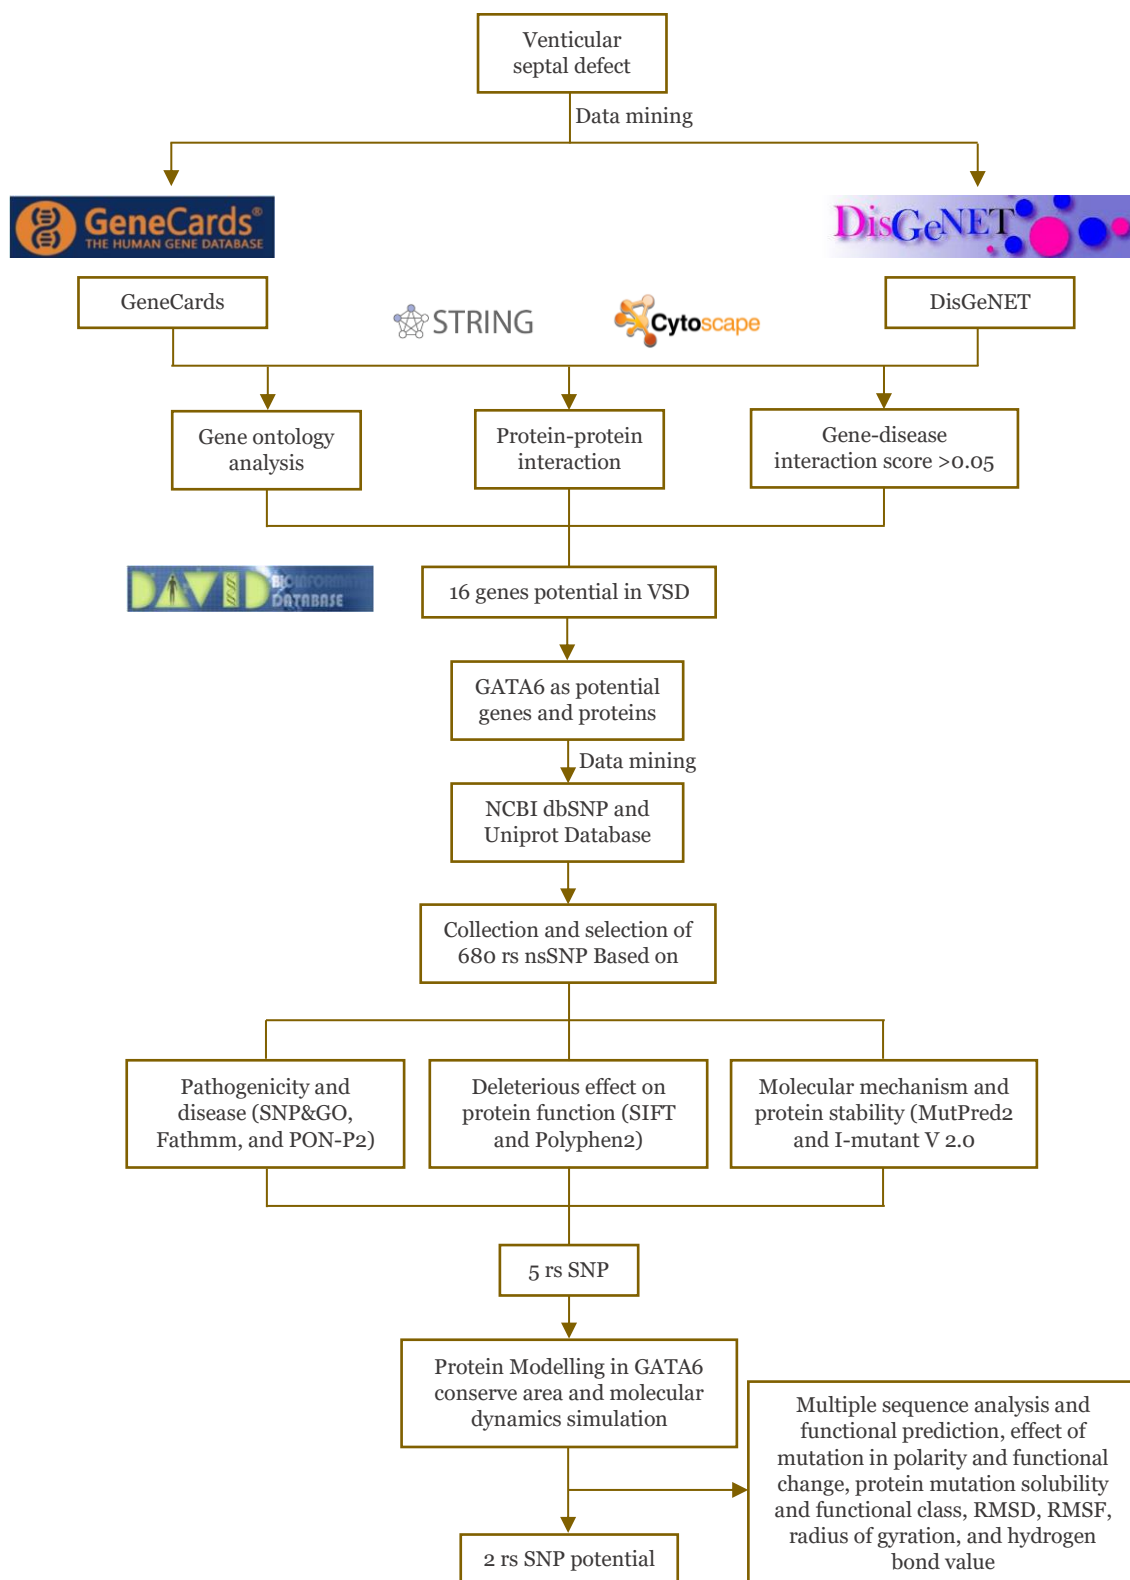 Venticular
septal defect
Data mining
GeneCards®
THE HUMAN GENE DATABASE
DisGeNET
GeneCards
STRING
Cytoscape
DisGeNET
Gene ontology
analysis
Protein-protein
interaction
Gene-disease
interaction score >0.05
DAVID BIOINFORMATI
DATABASE
16 genes potential in VSD
GATA6 as potential
genes and proteins
Data mining
NCBI dbSNP and
Uniprot Database
Collection and selection of
680 rs nsSNP Based on
Pathogenicity and
disease (SNP&GO,
Fathmm, and PON-P2)
Deleterious effect on
protein function (SIFT
and Polyphen2)
Molecular mechanism and
protein stability (MutPred2
and I-mutant V 2.0
5 rs SNP
Protein Modelling in GATA6
conserve area and molecular
dynamics simulation
Multiple sequence analysis and
functional prediction, effect of
mutation in polarity and functional
change, protein mutation solubility
and functional class, RMSD, RMSF,
radius of gyration, and hydrogen
bond value
2 rs SNP potential